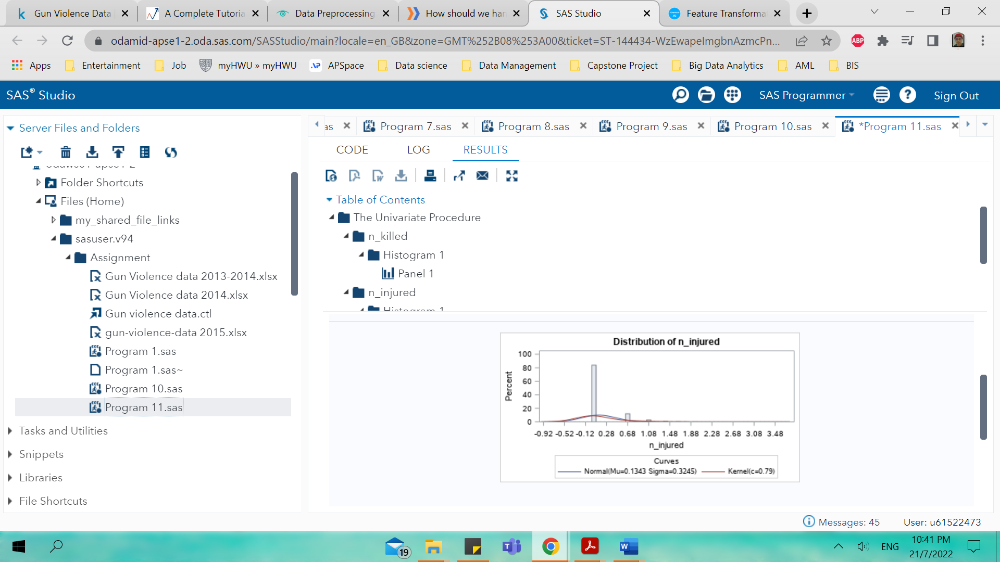 Gun Violence Data
A Complete Tutoria
Data Preprocessing
How should we han
SAS Studio
Feature Transforma
odamid-apse1-2.oda.sas.com/SASStudio/main?locale=en_GB&zone=GMT%252B08%253A00&ticket=ST-144434-WzEwapeImgbnAzmcPn...
ABP
Apps Entertainment Job myHWU » myHWU APSpace Data science Data Management Capstone Project Big Data Analytics AML BIS
SAS® Studio
SAS Programmer
Sign Out
Server Files and Folders
Folder Shortcuts
Files (Home)
my_shared_file_links
sasuser.v94
Assignment
Gun Violence data 2013-2014.xlsx
Gun Violence data 2014.xlsx
Gun violence data.ctl
gun-violence-data 2015.xlsx
Program 1.sas
Program 1.sas~
Program 10.sas
Program 11.sas
Tasks and Utilities
Snippets
Libraries
File Shortcuts
as Program 7.sas Program 8.sas Program 9.sas Program 10.sas *Program 11.sas
CODE LOG RESULTS
Table of Contents
The Univariate Procedure
n_killed
Histogram 1
Panel 1
n_injured
Histogram 1
Distribution of n_injured
Percent
100
80
60
40
20
0
-0.92 -0.52 -0.12 0.28 0.68 1.08 1.48 1.88 2.28 2.68 3.08 3.48
n_injured
Curves
Normal(Mu=0.1343 Sigma=0.3245) Kernel(c=0.79)
Messages: 45
User: u61522473
19
ENG
10:41 PM
21/7/2022